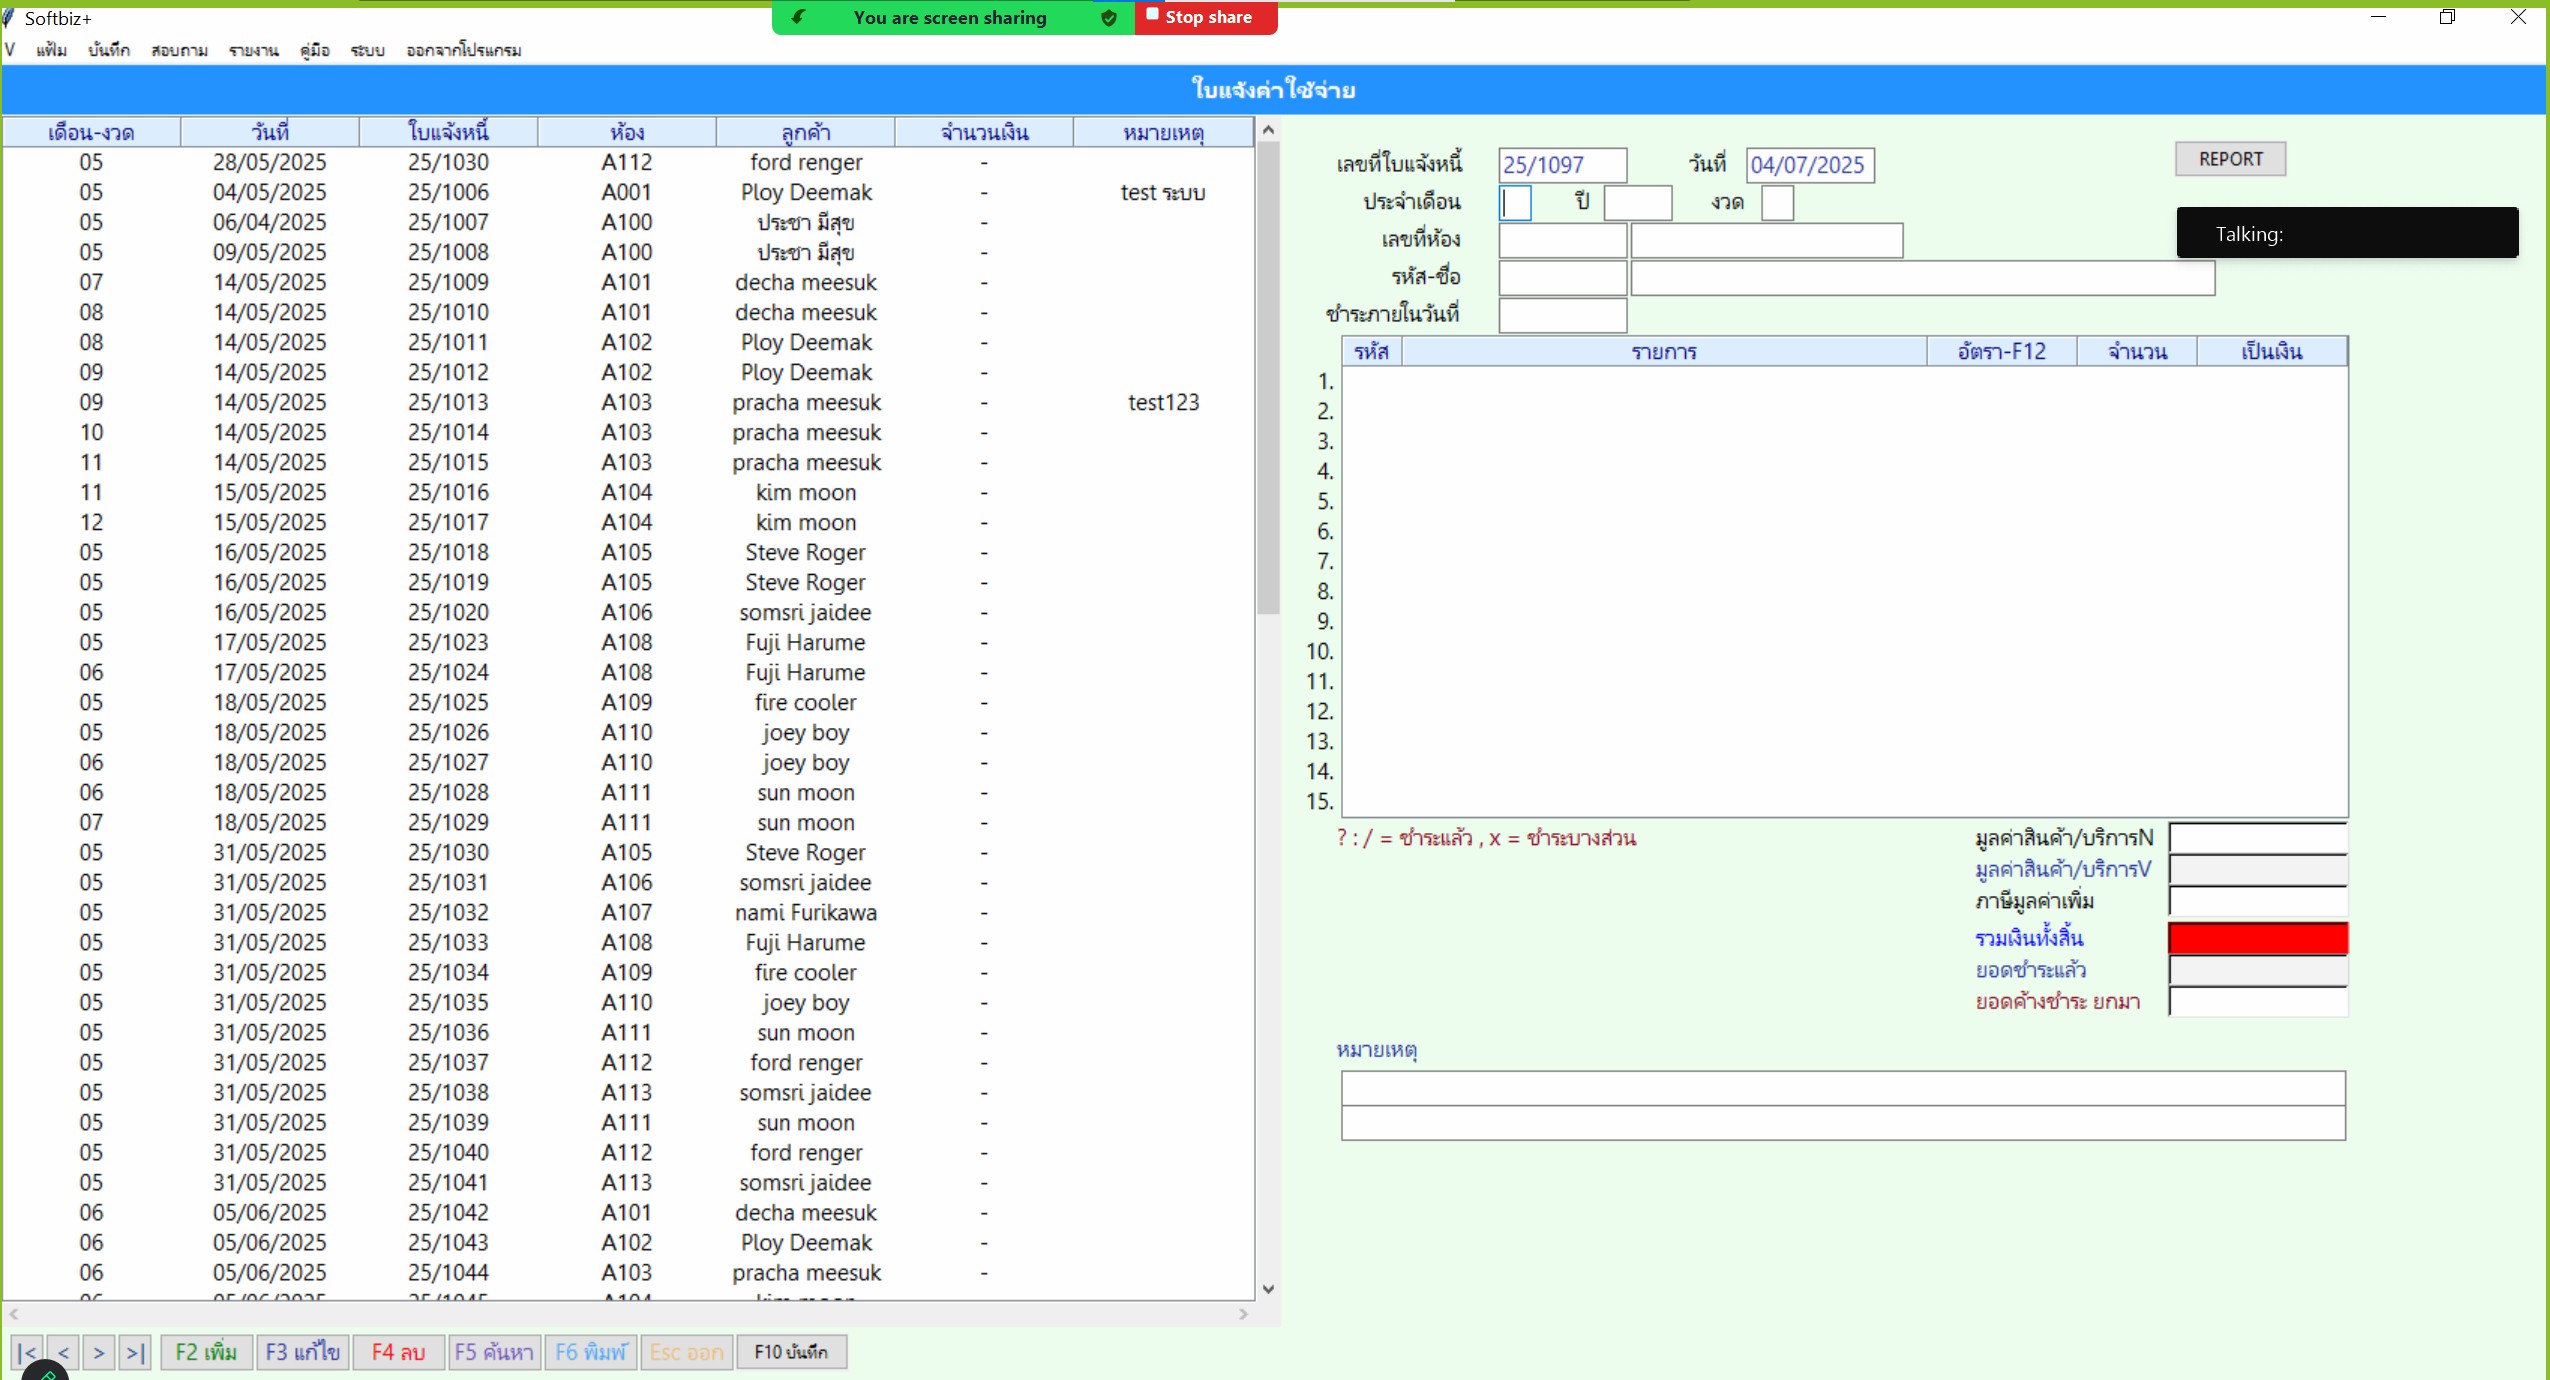 Softbiz+
You are screen sharing
Stop share
V แฟ้ม บันทึก สอบถาม รายงาน คู่มือ ระบบ ออกจากโปรแกรม
ใบแจ้งค่าใช้จ่าย
เดือน-งวด วันที่ ใบแจ้งหนี้ ห้อง ลูกค้า จำนวนเงิน หมายเหตุ
05 28/05/2025 25/1030 A112 ford renger -
05 04/05/2025 25/1006 A001 Ploy Deemak - test ระบบ
05 06/04/2025 25/1007 A100 ประชา มีสุข -
05 09/05/2025 25/1008 A100 ประชา มีสุข -
07 14/05/2025 25/1009 A101 decha meesuk -
08 14/05/2025 25/1010 A101 decha meesuk -
08 14/05/2025 25/1011 A102 Ploy Deemak -
09 14/05/2025 25/1012 A102 Ploy Deemak -
09 14/05/2025 25/1013 A103 pracha meesuk - test123
10 14/05/2025 25/1014 A103 pracha meesuk -
11 14/05/2025 25/1015 A103 pracha meesuk -
11 15/05/2025 25/1016 A104 kim moon -
12 15/05/2025 25/1017 A104 kim moon -
05 16/05/2025 25/1018 A105 Steve Roger -
05 16/05/2025 25/1019 A105 Steve Roger -
05 16/05/2025 25/1020 A106 somsri jaidee -
05 17/05/2025 25/1023 A108 Fuji Harume -
06 17/05/2025 25/1024 A108 Fuji Harume -
05 18/05/2025 25/1025 A109 fire cooler -
05 18/05/2025 25/1026 A110 joey boy -
06 18/05/2025 25/1027 A110 joey boy -
06 18/05/2025 25/1028 A111 sun moon -
07 18/05/2025 25/1029 A111 sun moon -
05 31/05/2025 25/1030 A105 Steve Roger -
05 31/05/2025 25/1031 A106 somsri jaidee -
05 31/05/2025 25/1032 A107 nami Furikawa -
05 31/05/2025 25/1033 A108 Fuji Harume -
05 31/05/2025 25/1034 A109 fire cooler -
05 31/05/2025 25/1035 A110 joey boy -
05 31/05/2025 25/1036 A111 sun moon -
05 31/05/2025 25/1037 A112 ford renger -
05 31/05/2025 25/1038 A113 somsri jaidee -
05 31/05/2025 25/1039 A111 sun moon -
05 31/05/2025 25/1040 A112 ford renger -
05 31/05/2025 25/1041 A113 somsri jaidee -
06 05/06/2025 25/1042 A101 decha meesuk -
06 05/06/2025 25/1043 A102 Ploy Deemak -
06 05/06/2025 25/1044 A103 pracha meesuk -
เลขที่ใบแจ้งหนี้ 25/1097 วันที่ 04/07/2025 REPORT
ประจำเดือน ปี งวด
Talking:
เลขที่ห้อง
รหัส-ชื่อ
ชำระภายในวันที่
รหัส รายการ อัตรา-F12 จำนวน เป็นเงิน
1.
2.
3.
4.
5.
6.
7.
8.
9.
10.
11.
12.
13.
14.
15.
? : / = ชำระแล้ว , x = ชำระบางส่วน
มูลค่าสินค้า/บริการN
มูลค่าสินค้า/บริการV
ภาษีมูลค่าเพิ่ม
รวมเงินทั้งสิ้น
ยอดชำระแล้ว
ยอดค้างชำระ ยกมา
หมายเหตุ
|< < > >| F2 เพิ่ม F3 แก้ไข F4 ลบ F5 ค้นหา F6 พิมพ์ Esc ออก F10 บันทึก